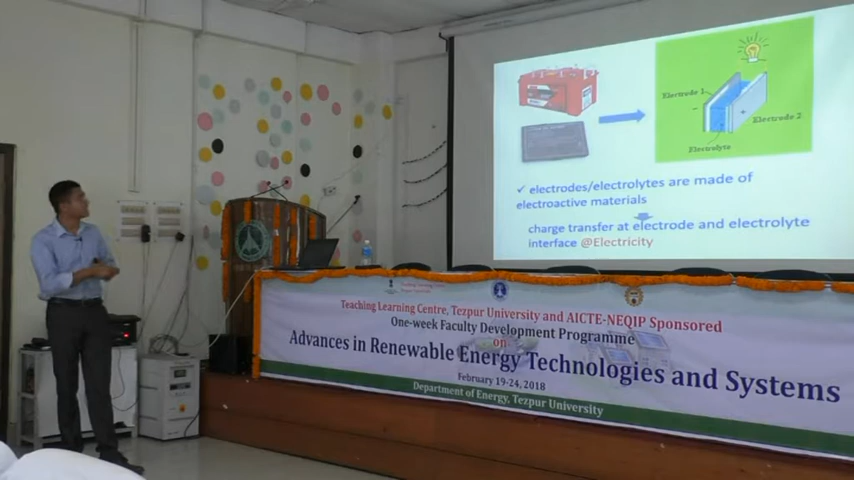 Electrode 1
-
+
Electrode 2
Electrolyte
✓ electrodes/electrolytes are made of
electroactive materials
charge transfer at electrode and electrolyte
interface @Electricity
Teaching Learning Centre, Tezpur University and AICTE-NEQIP Sponsored
One-week Faculty Development Programme
on
Advances in Renewable Energy Technologies and Systems
February 19-24, 2018
Department of Energy, Tezpur University